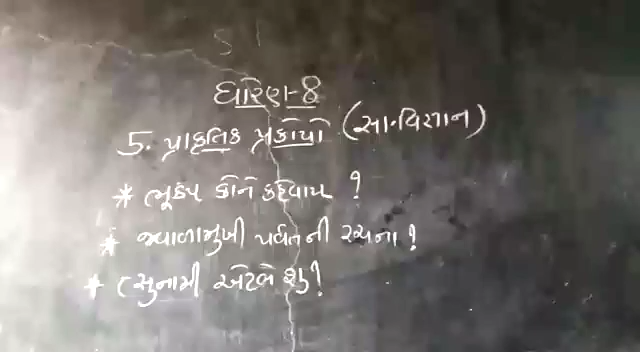 ધોરણ-8
5. પ્રાકૃતિક પ્રકોપો (સા.વિજ્ઞાન)
* ભૂકંપ કોને કહેવાય ?
* જ્વાળામુખી પર્વતની રચના !
* ત્સુનામી એટલે શું ?